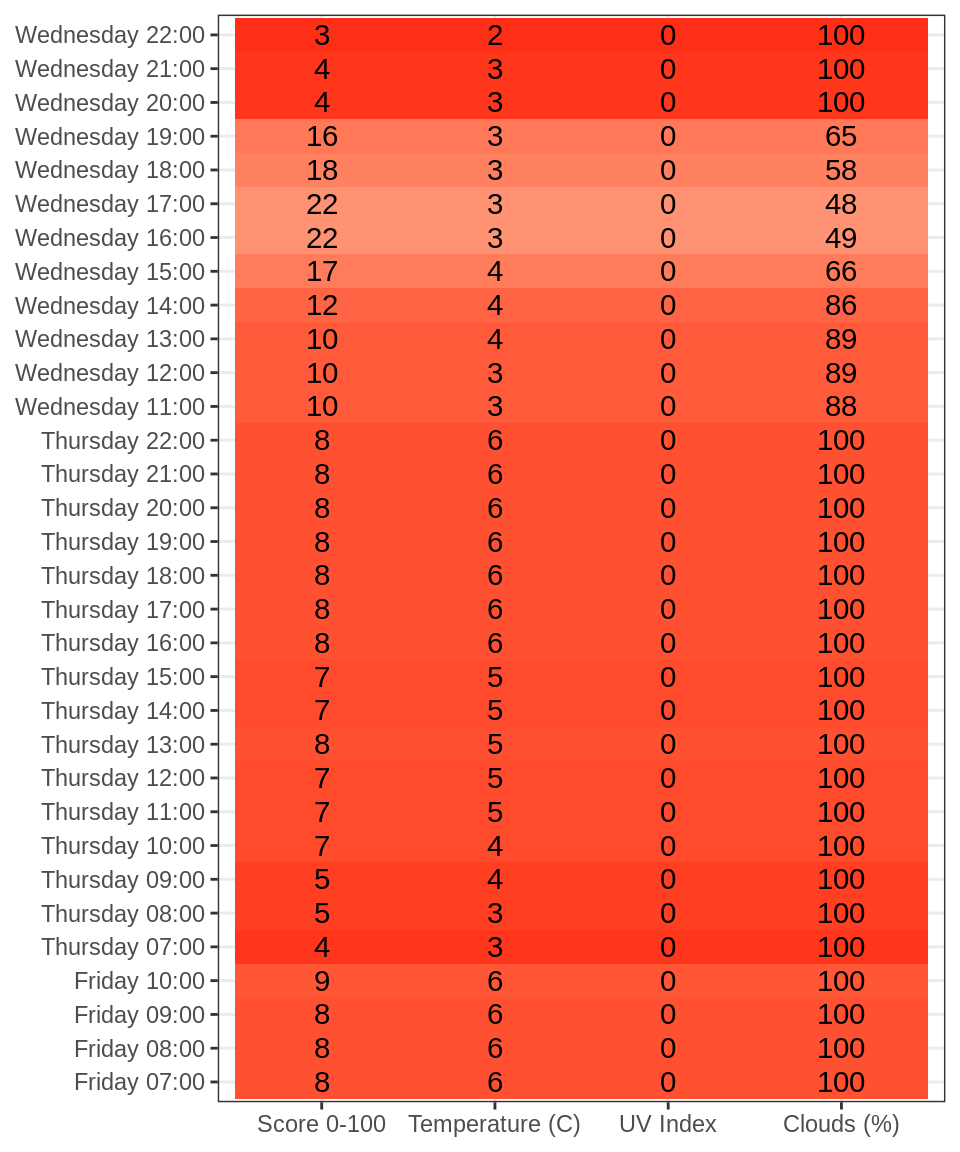 Wednesday 22:00 3 2 0 100
Wednesday 21:00 4 3 0 100
Wednesday 20:00 4 3 0 100
Wednesday 19:00 16 3 0 65
Wednesday 18:00 18 3 0 58
Wednesday 17:00 22 3 0 48
Wednesday 16:00 22 3 0 49
Wednesday 15:00 17 4 0 66
Wednesday 14:00 12 4 0 86
Wednesday 13:00 10 4 0 89
Wednesday 12:00 10 3 0 89
Wednesday 11:00 10 3 0 88
Thursday 22:00 8 6 0 100
Thursday 21:00 8 6 0 100
Thursday 20:00 8 6 0 100
Thursday 19:00 8 6 0 100
Thursday 18:00 8 6 0 100
Thursday 17:00 8 6 0 100
Thursday 16:00 8 6 0 100
Thursday 15:00 7 5 0 100
Thursday 14:00 7 5 0 100
Thursday 13:00 8 5 0 100
Thursday 12:00 7 5 0 100
Thursday 11:00 7 5 0 100
Thursday 10:00 7 4 0 100
Thursday 09:00 5 4 0 100
Thursday 08:00 5 3 0 100
Thursday 07:00 4 3 0 100
Friday 10:00 9 6 0 100
Friday 09:00 8 6 0 100
Friday 08:00 8 6 0 100
Friday 07:00 8 6 0 100
Score 0-100 Temperature (C) UV Index Clouds (%)